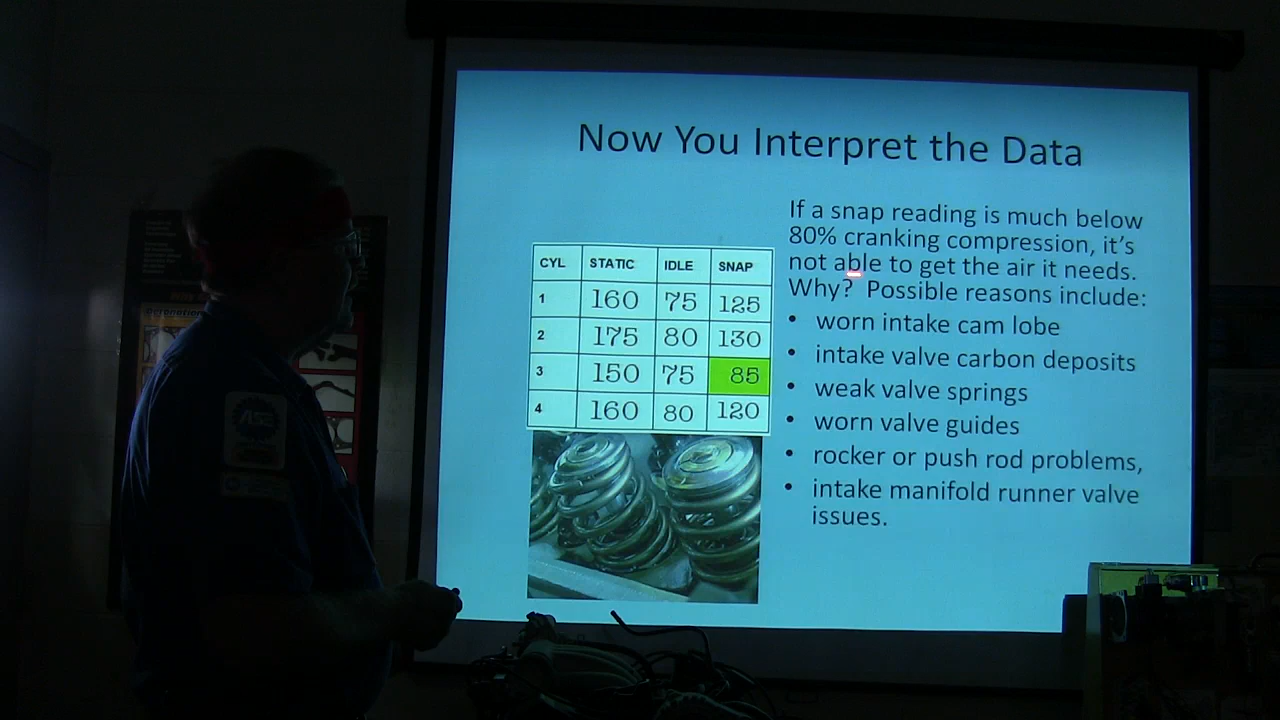 Now You Interpret the Data
CYL STATIC IDLE SNAP
1 160 75 125
2 175 80 130
3 150 75 85
4 160 80 120
If a snap reading is much below
80% cranking compression, it's
not able to get the air it needs.
Why? Possible reasons include:
• worn intake cam lobe
• intake valve carbon deposits
• weak valve springs
• worn valve guides
• rocker or push rod problems,
• intake manifold runner valve
issues.
Detonation
ASE